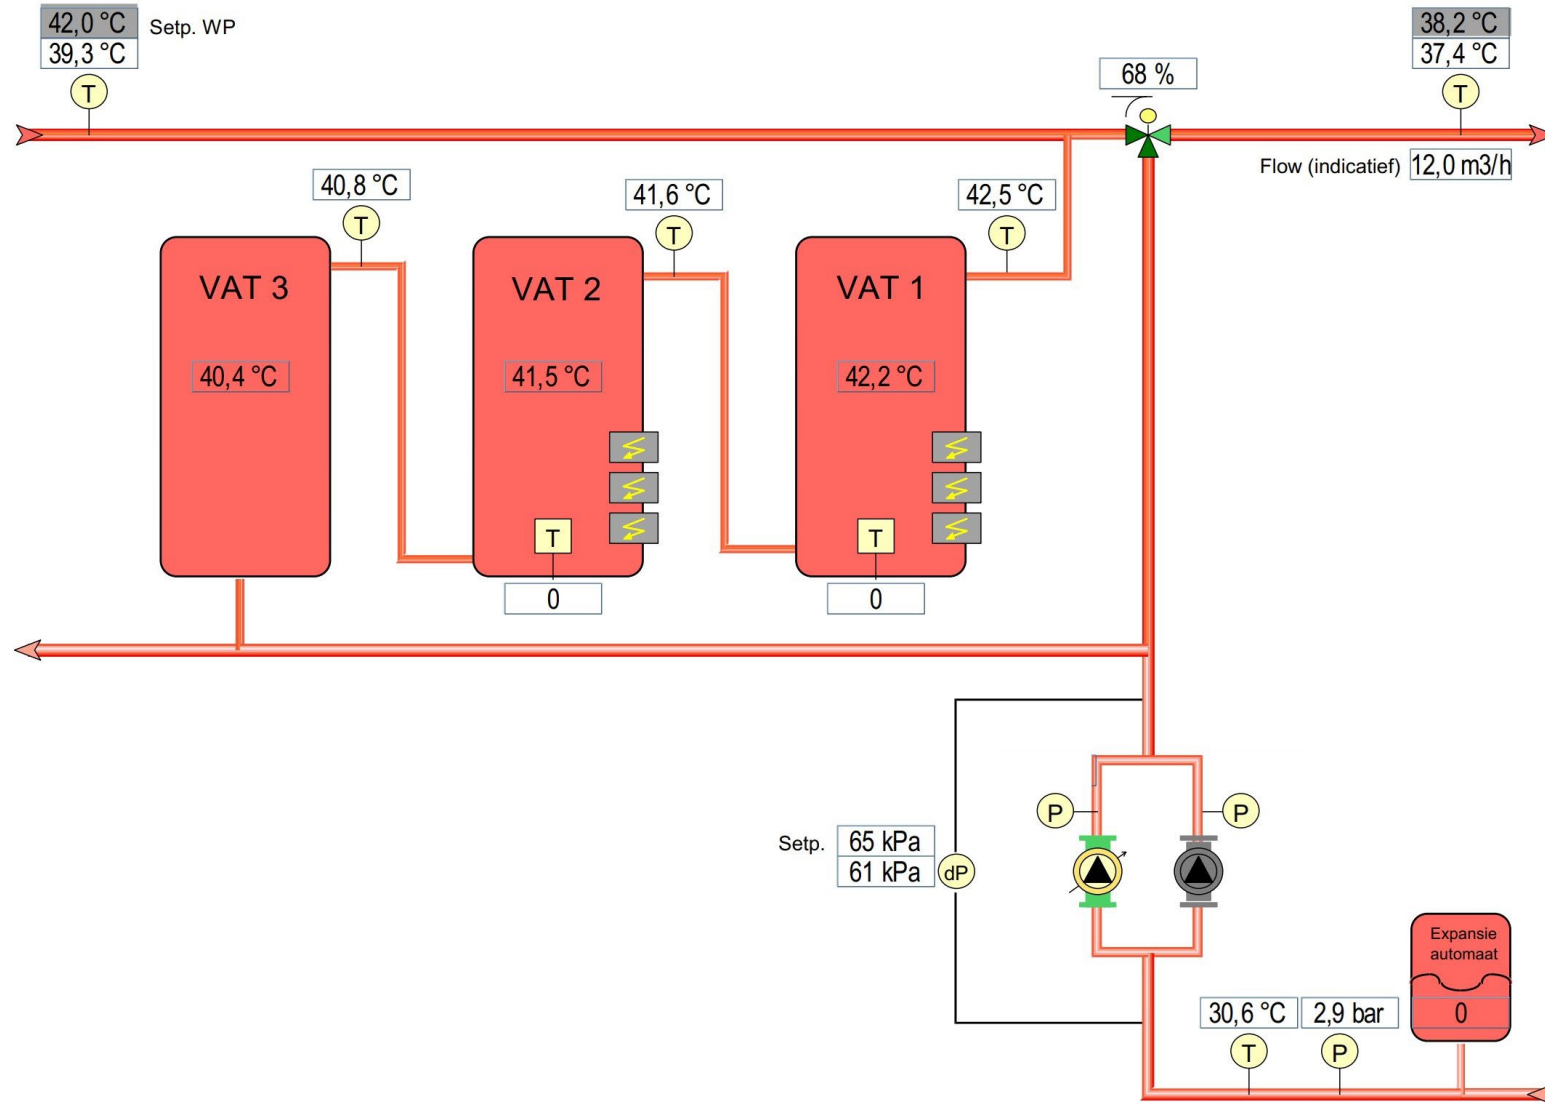 42,0 °C Setp. WP
39,3 °C
T
38,2 °C
37,4 °C
T
68 %
Flow (indicatief) 12,0 m3/h
40,8 °C
T
41,6 °C
T
42,5 °C
T
VAT 3
40,4 °C
VAT 2
41,5 °C
T
0
VAT 1
42,2 °C
T
0
P
P
Setp. 65 kPa
61 kPa
dP
Expansie
automaat
0
30,6 °C
T
2,9 bar
P